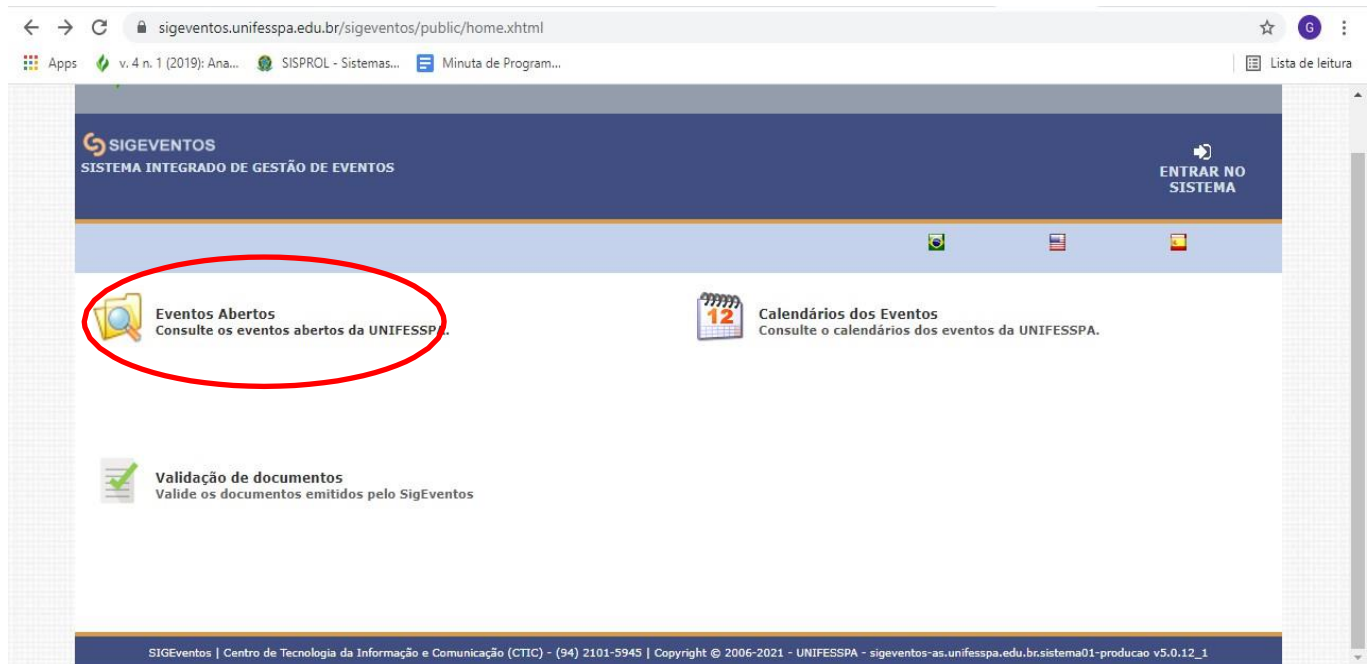 sigeventos.unifesspa.edu.br/sigeventos/public/home.xhtml
G
Apps v. 4 n. 1 (2019): Ana... SISPROL - Sistemas... Minuta de Program... Lista de leitura
SIGEVENTOS
SISTEMA INTEGRADO DE GESTÃO DE EVENTOS
ENTRAR NO
SISTEMA
Eventos Abertos
Consulte os eventos abertos da UNIFESSPA.
12
Calendários dos Eventos
Consulte o calendários dos eventos da UNIFESSPA.
Validação de documentos
Valide os documentos emitidos pelo SigEventos
SIGEventos | Centro de Tecnologia da Informação e Comunicação (CTIC) - (94) 2101-5945 | Copyright © 2006-2021 - UNIFESSPA - sigeventos-as.unifesspa.edu.br.sistema01-producao v5.0.12_1